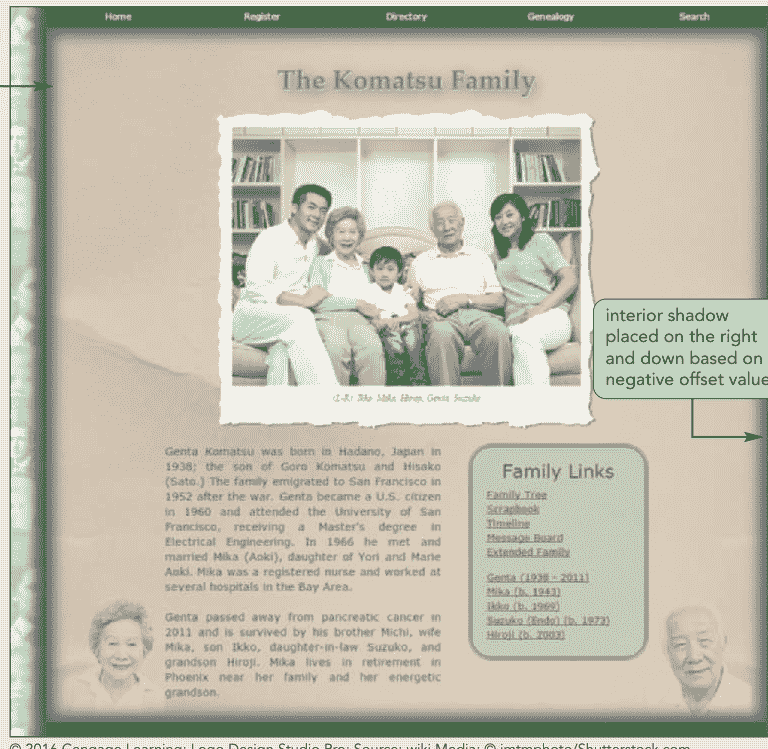 Home Register Directory Genealogy Search
The Komatsu Family
interior shadow
placed on the right
and down based on
negative offset value
(L-R) Ikko Mika Hiroji, Genta Suzuko
Genta Komatsu was born in Hadano, Japan in
1938; the son of Goro Komatsu and Hisako
(Sato.) The family emigrated to San Francisco in
1952 after the war. Genta became a U.S. citizen
in 1960 and attended the University of San
Francisco, receiving a Master's degree in
Electrical Engineering. In 1966 he met and
married Mika (Aoki), daughter of Yori and Marie
Aoki. Mika was a registered nurse and worked at
several hospitals in the Bay Area.
Genta passed away from pancreatic cancer in
2011 and is survived by his brother Michi, wife
Mika, son Ikko, daughter-in-law Suzuko, and
grandson Hiroji. Mika lives in retirement in
Phoenix near her family and her energetic
grandson.
Family Links
Family Tree
Scrapbook
Timeline
Message Board
Extended Family
Genta (1938 - 2011)
Mika (b. 1943)
Ikko (b. 1969)
Suzuko (Endo) (b. 1973)
Hiroji (b. 2003)
© 2016 Cengage Learning; Logo Design Studio Pro; Source: wiki Media; © imtmphoto/Shutterstock.com